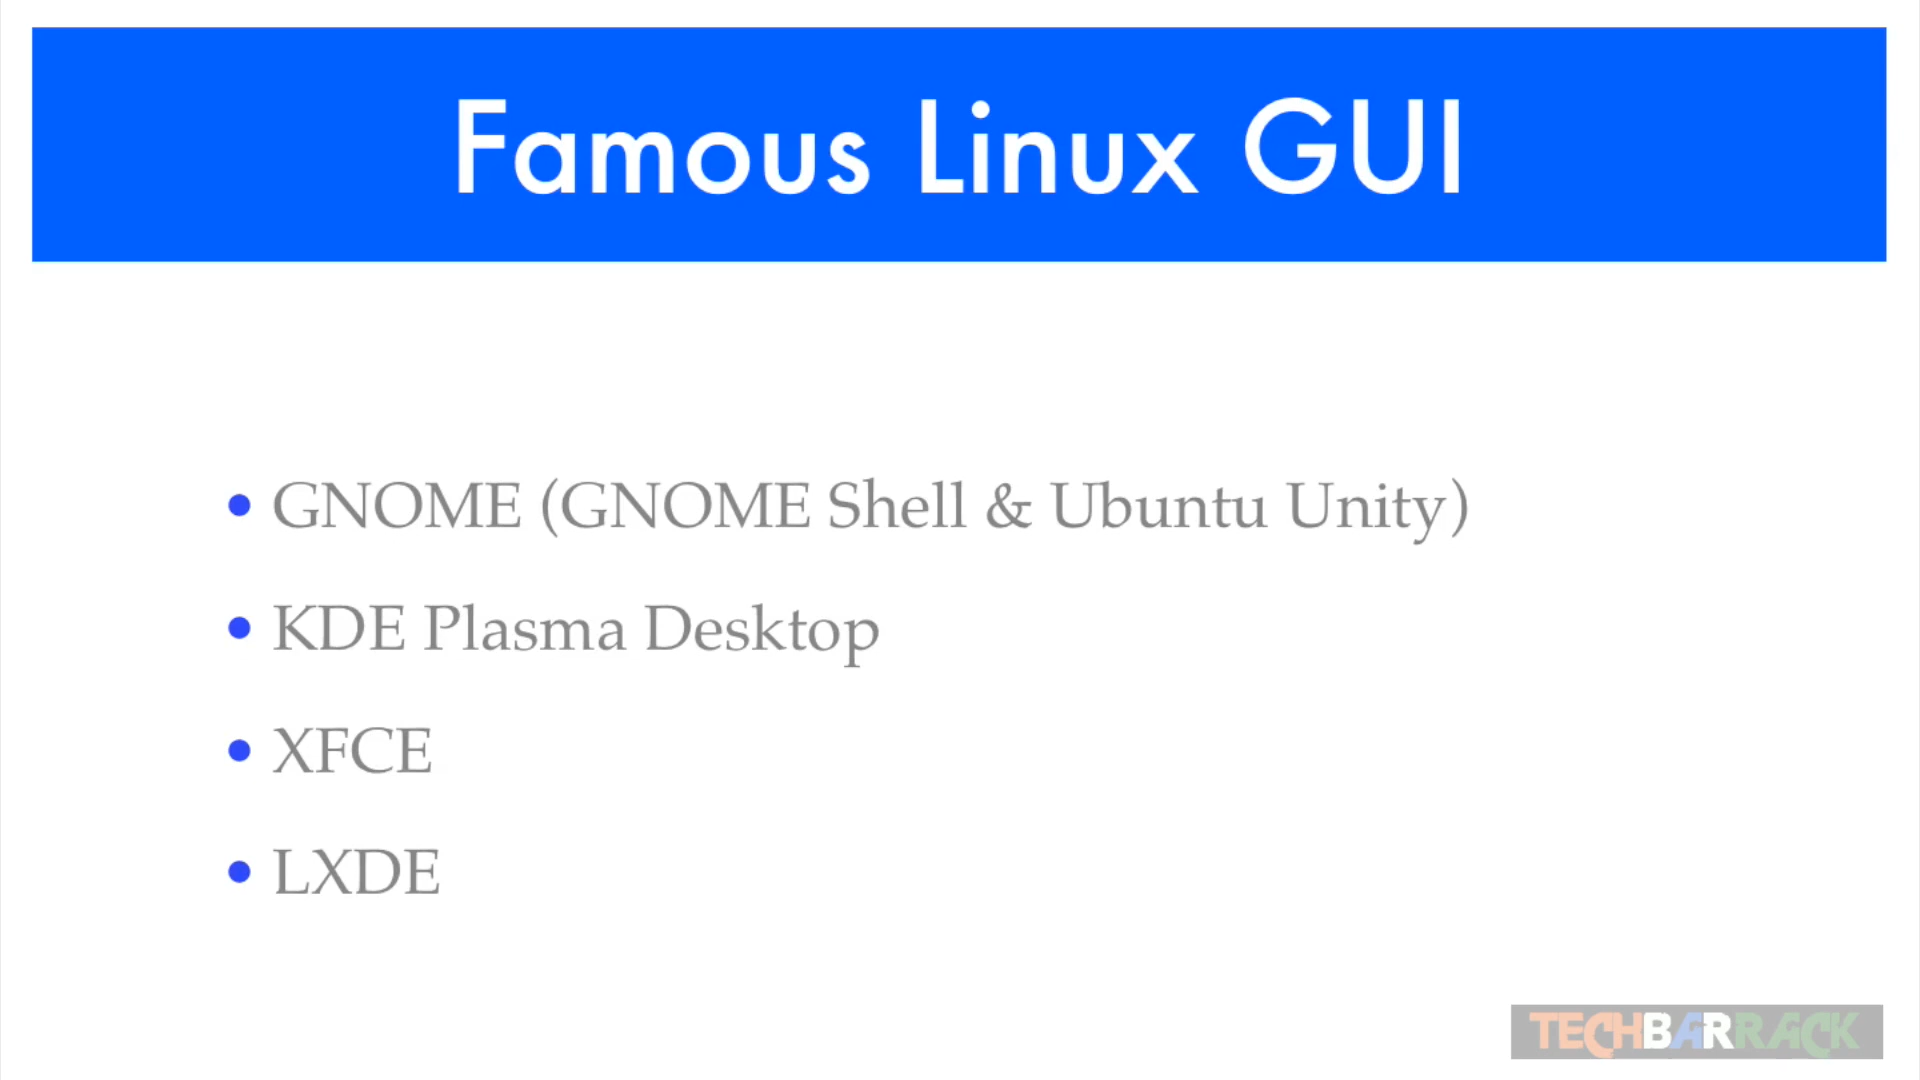 Famous Linux GUI
• GNOME (GNOME Shell & Ubuntu Unity)
• KDE Plasma Desktop
• XFCE
• LXDE
TECHBARRACK